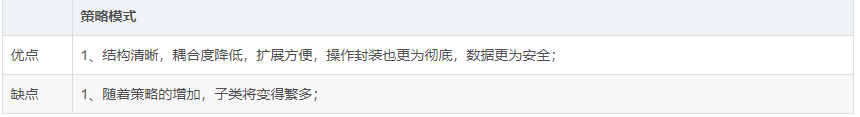 策略模式
优点 1、结构清晰，耦合度降低，扩展方便，操作封装也更为彻底，数据更为安全；
缺点 1、随着策略的增加，子类将变得繁多；